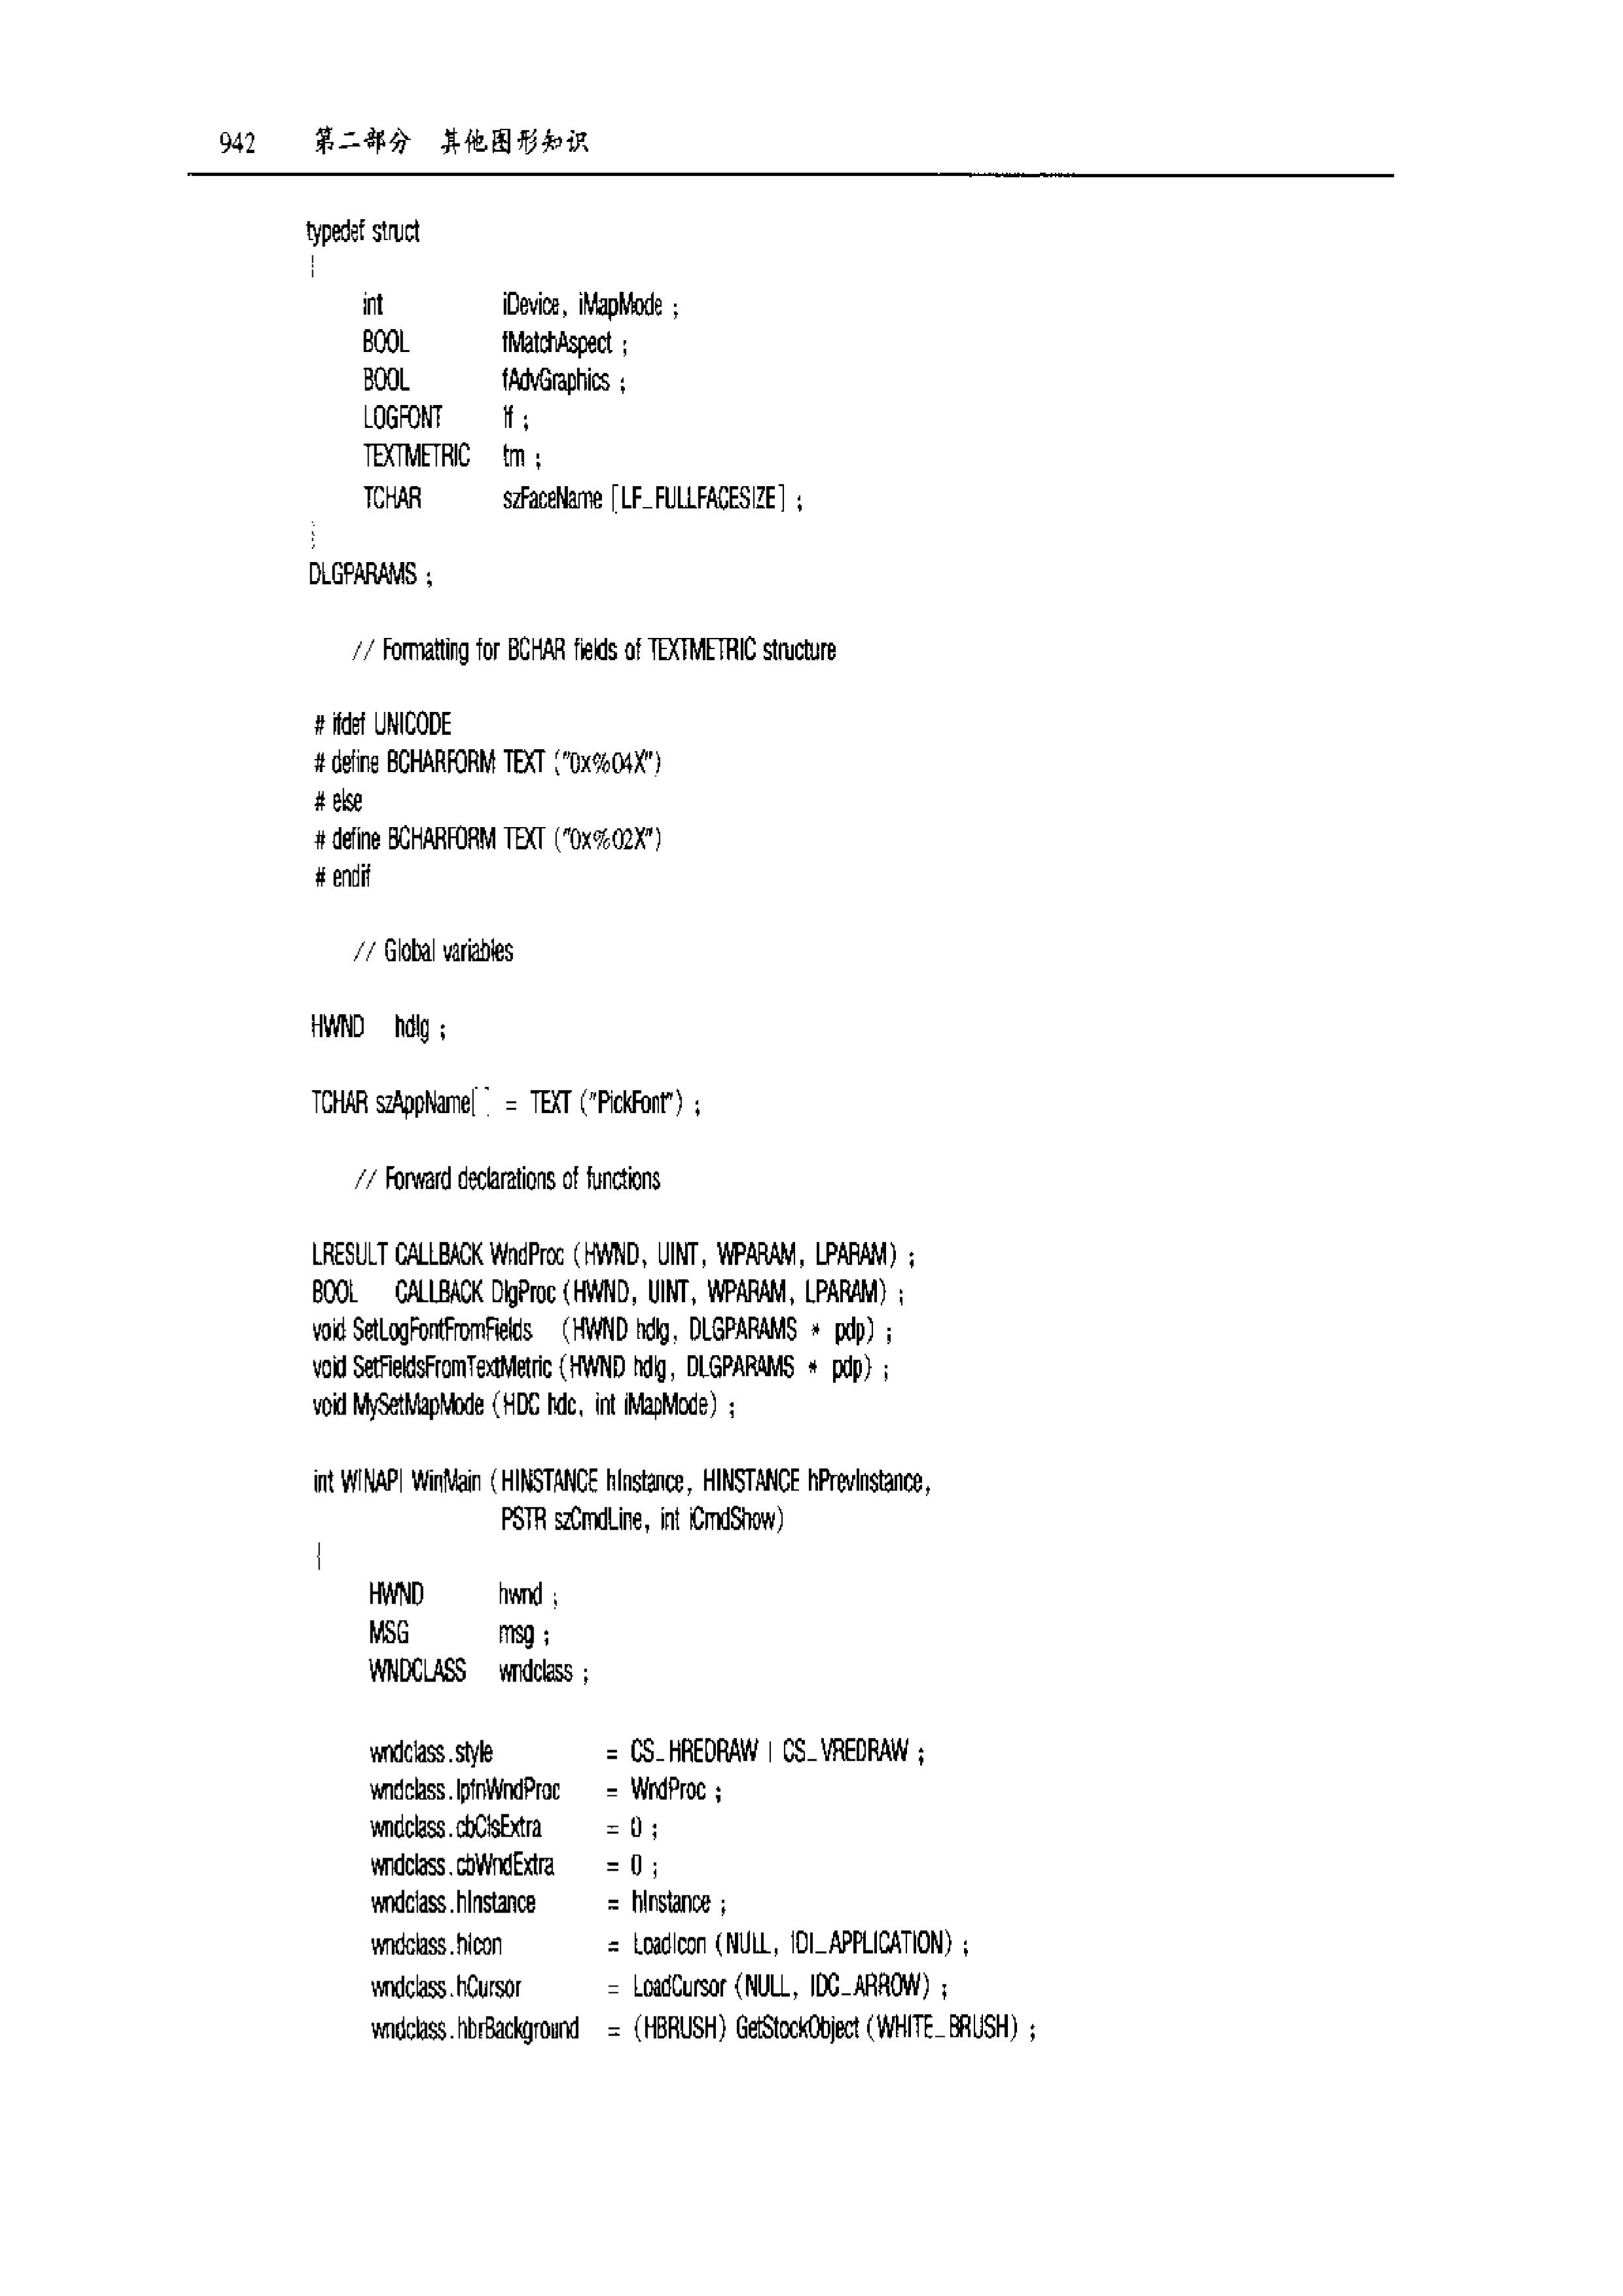 942 第二部分 其他图形知识
typedef struct
{
int iDevice, iMapMode ;
BOOL fMatchAspect ;
BOOL fAdvGraphics ;
LOGFONT lf ;
TEXTMETRIC tm ;
TCHAR szFaceName [LF_FULLFACESIZE] ;
}
DLGPARAMS ;
// Formatting for BCHAR fields of TEXTMETRIC structure
# ifdef UNICODE
# define BCHARFORM TEXT ("0x%04X")
# else
# define BCHARFORM TEXT ("0x%02X")
# endif
// Global variables
HWND hdlg ;
TCHAR szAppName[] = TEXT ("PickFont") ;
// Forward declarations of functions
LRESULT CALLBACK WndProc (HWND, UINT, WPARAM, LPARAM) ;
BOOL CALLBACK DlgProc (HWND, UINT, WPARAM, LPARAM) ;
void SetLogFontFromFields (HWND hdlg, DLGPARAMS * pdp) ;
void SetFieldsFromTextMetric (HWND hdlg, DLGPARAMS * pdp) ;
void MySetMapMode (HDC hdc, int iMapMode) ;
int WINAPI WinMain (HINSTANCE hInstance, HINSTANCE hPrevInstance,
PSTR szCmdLine, int iCmdShow)
{
HWND hwnd ;
MSG msg ;
WNDCLASS wndclass ;
wndclass.style = CS_HREDRAW | CS_VREDRAW ;
wndclass.lpfnWndProc = WndProc ;
wndclass.cbClsExtra = 0 ;
wndclass.cbWndExtra = 0 ;
wndclass.hInstance = hInstance ;
wndclass.hIcon = LoadIcon (NULL, IDI_APPLICATION) ;
wndclass.hCursor = LoadCursor (NULL, IDC_ARROW) ;
wndclass.hbrBackground = (HBRUSH) GetStockObject (WHITE_BRUSH) ;